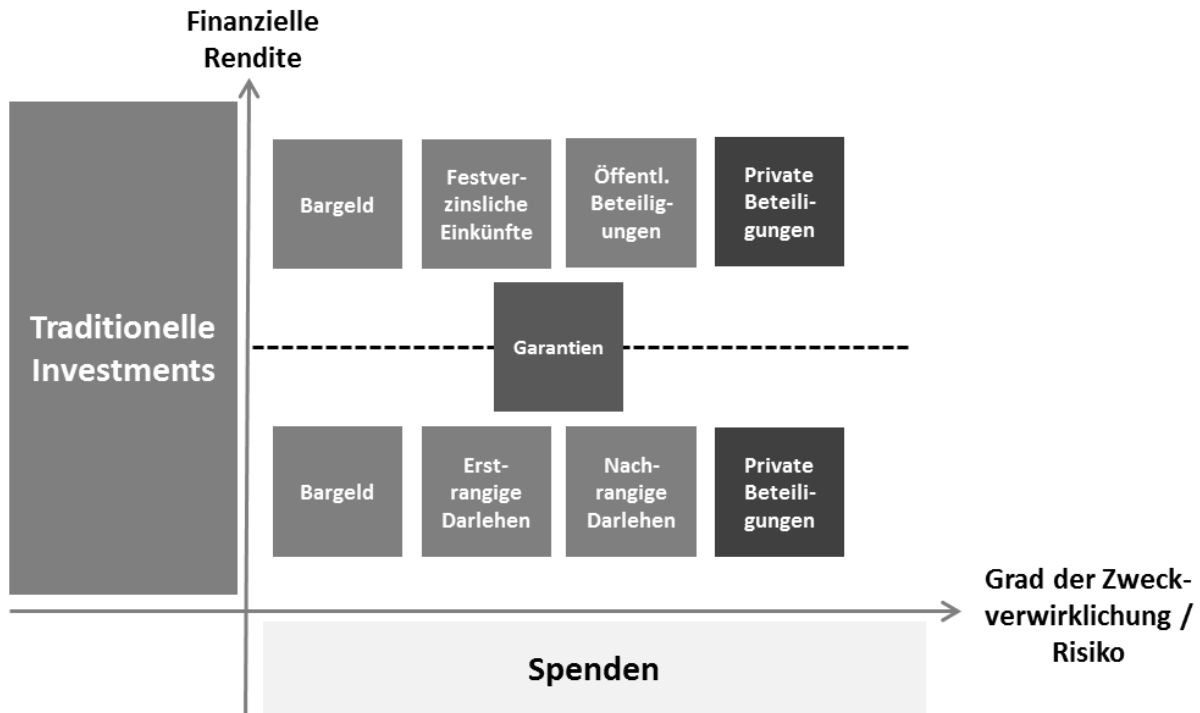 Finanzielle
Rendite
Bargeld
Festver-
zinsliche
Einkünfte
Öffentl.
Beteilig-
ungen
Private
Beteili-
gungen
Traditionelle
Investments
Garantien
Bargeld
Erst-
rangige
Darlehen
Nach-
rangige
Darlehen
Private
Beteili-
gungen
Grad der Zweck-
verwirklichung /
Risiko
Spenden